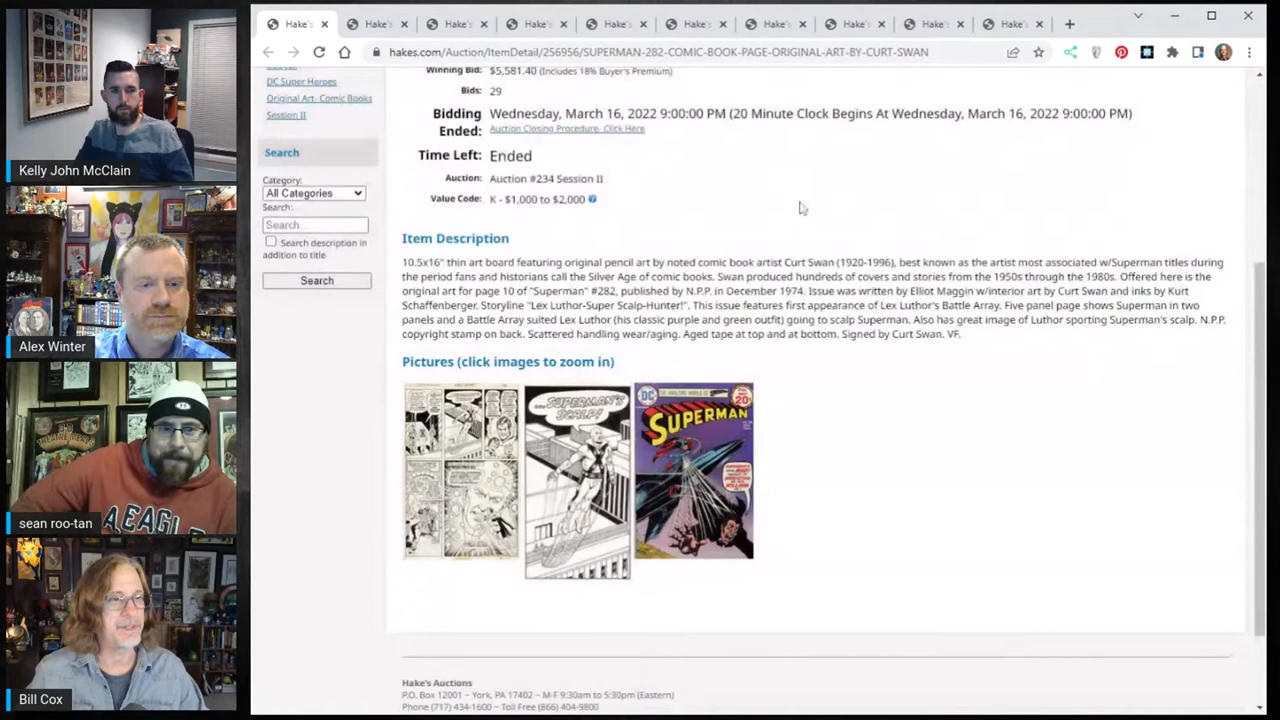 Hake's
Hake's
Hake's
Hake's
Hake's
Hake's
Hake's
Hake's
Hake's
Hake's
hakes.com/Auction/ItemDetail/256956/SUPERMAN-282-COMIC-BOOK-PAGE-ORIGINAL-ART-BY-CURT-SWAN
DC Super Heroes
Original Art- Comic Books
Session II
Search
Category:
All Categories
Search:
Search...
Search description in
addition to title
Search
Winning Bid: $5,581.40 (Includes 18% Buyer's Premium)
Bids: 29
Bidding Ended: Wednesday, March 16, 2022 9:00:00 PM (20 Minute Clock Begins At Wednesday, March 16, 2022 9:00:00 PM)
Auction Closing Procedure- Click Here
Time Left: Ended
Auction: Auction #234 Session II
Value Code: K - $1,000 to $2,000
Item Description
10.5x16" thin art board featuring original pencil art by noted comic book artist Curt Swan (1920-1996), best known as the artist most associated w/Superman titles during
the period fans and historians call the Silver Age of comic books. Swan produced hundreds of covers and stories from the 1950s through the 1980s. Offered here is the
original art for page 10 of "Superman" #282, published by N.P.P. in December 1974. Issue was written by Elliot Maggin w/interior art by Curt Swan and inks by Kurt
Schaffenberger. Storyline "Lex Luthor-Super Scalp-Hunter!". This issue features first appearance of Lex Luthor's Battle Array. Five panel page shows Superman in two
panels and a Battle Array suited Lex Luthor (his classic purple and green outfit) going to scalp Superman. Also has great image of Luthor sporting Superman's scalp. N.P.P.
copyright stamp on back. Scattered handling wear/aging. Aged tape at top and at bottom. Signed by Curt Swan. VF.
Pictures (click images to zoom in)
SUPERMAN'S
SCALP!
DC
20¢
SUPERMAN
Hake's Auctions
P.O. Box 12001 – York, PA 17402 – M-F 9:30am to 5:30pm (Eastern)
Phone (717) 434-1600 – Toll Free (866) 404-9800
Kelly John McClain
Alex Winter
sean roo-tan
Bill Cox